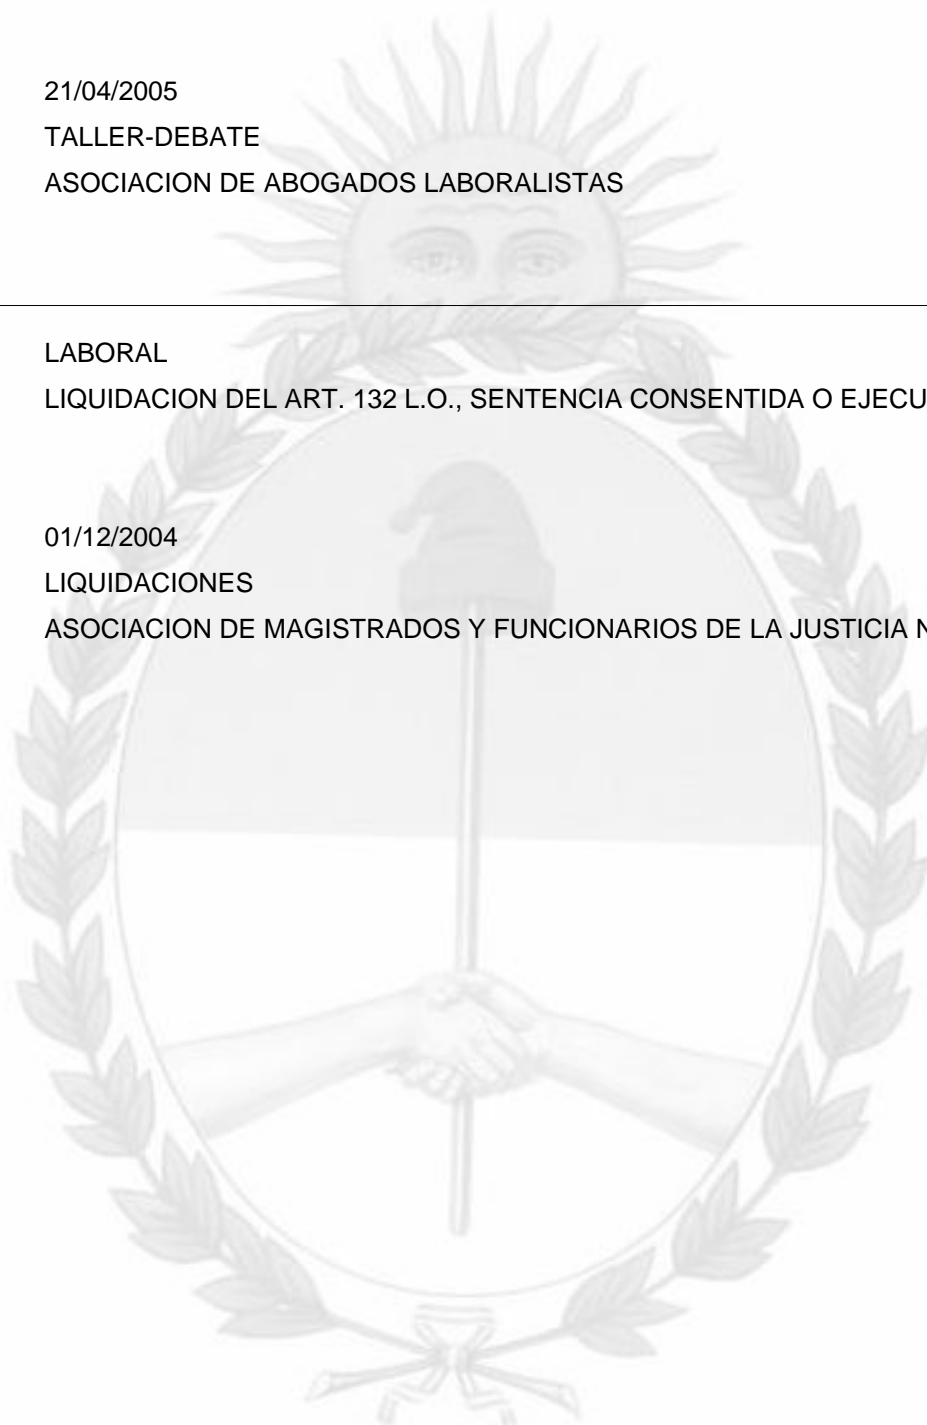 21/04/2005
TALLER-DEBATE
ASOCIACION DE ABOGADOS LABORALISTAS
LABORAL
LIQUIDACION DEL ART. 132 L.O., SENTENCIA CONSENTIDA O
01/12/2004
LIQUIDACIONES
ASOCIACION DE MAGISTRADOS Y FUNCIONARIOS DE LA JUSTICIA